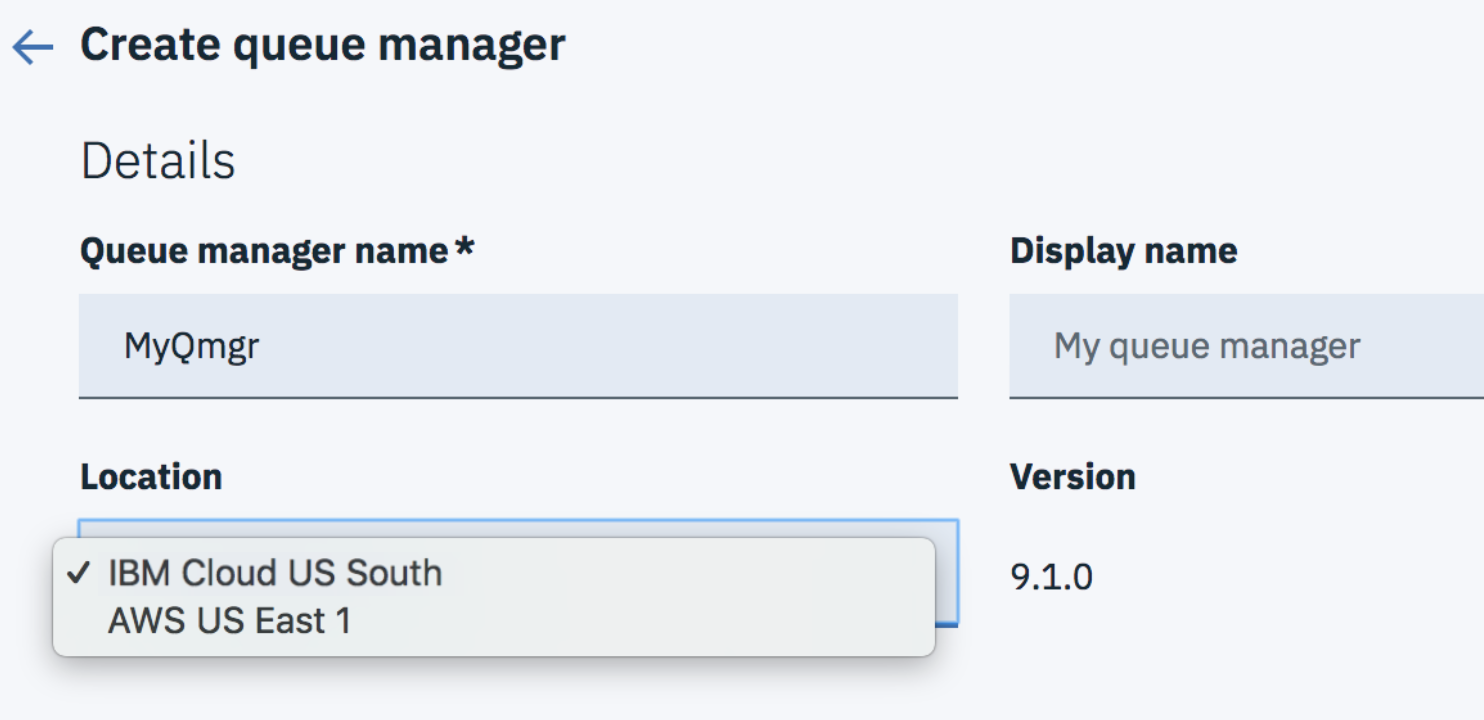 Create queue manager
Details
Queue manager name *
Display name
MyQmgr
My queue manager
Location
Version
✓ IBM Cloud US South
AWS US East 1
9.1.0